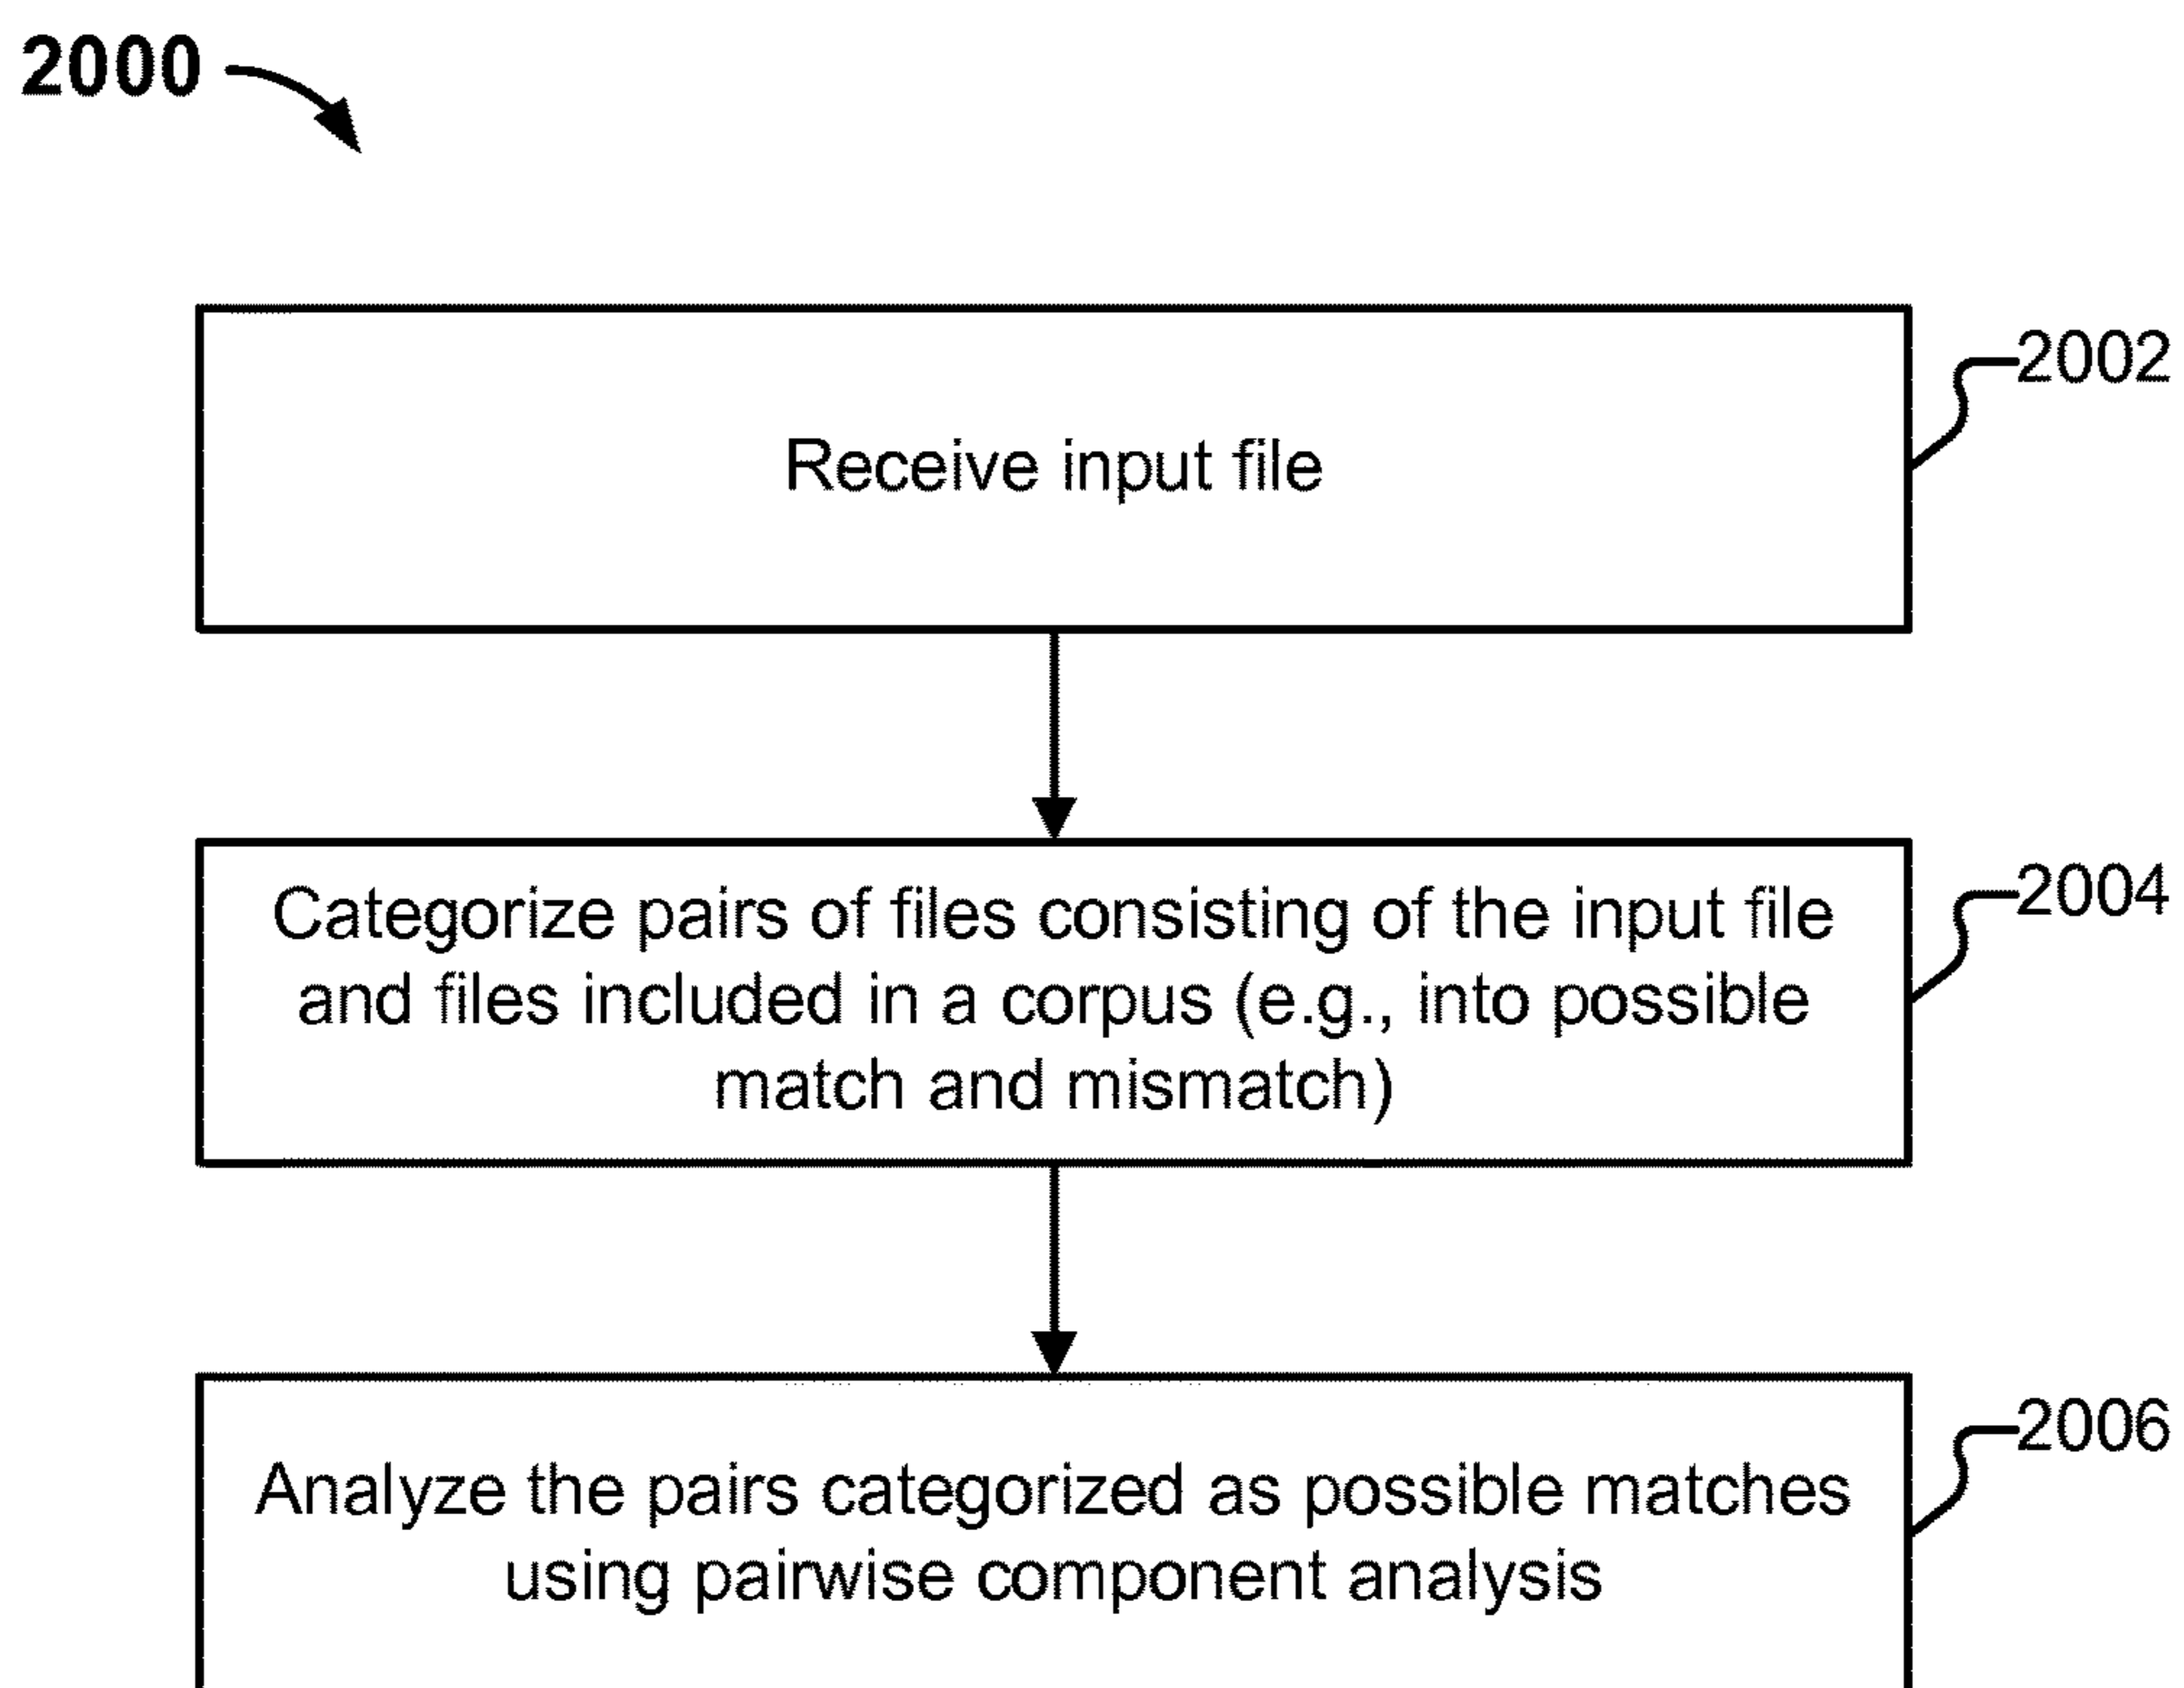 2000
Receive input file
2002
Categorize pairs of files consisting of the input file
and files included in a corpus (e.g., into possible
match and mismatch)
2004
Analyze the pairs categorized as possible matches
using pairwise component analysis
2006